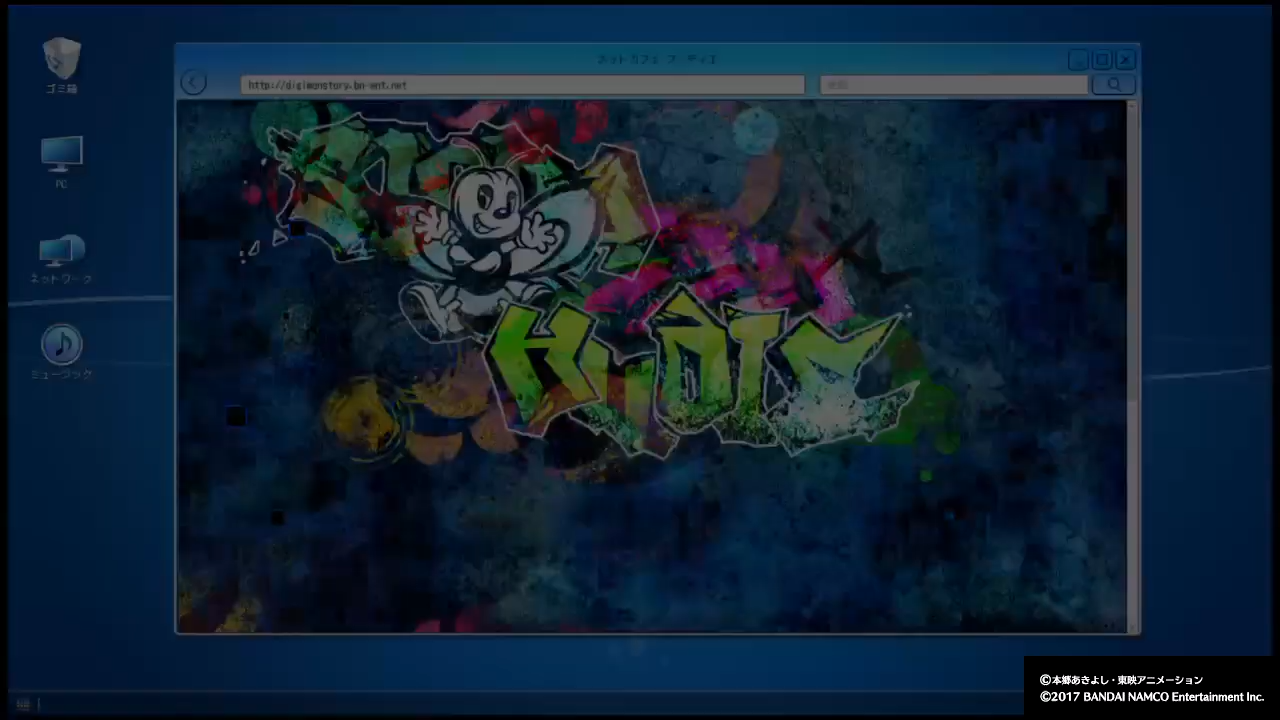 ゴミ箱
PC
ネットワーク
ミュージック
http://digimonstory.bn-ent.net
検索
©本郷あきよし・東映アニメーション
©2017 BANDAI NAMCO Entertainment Inc.